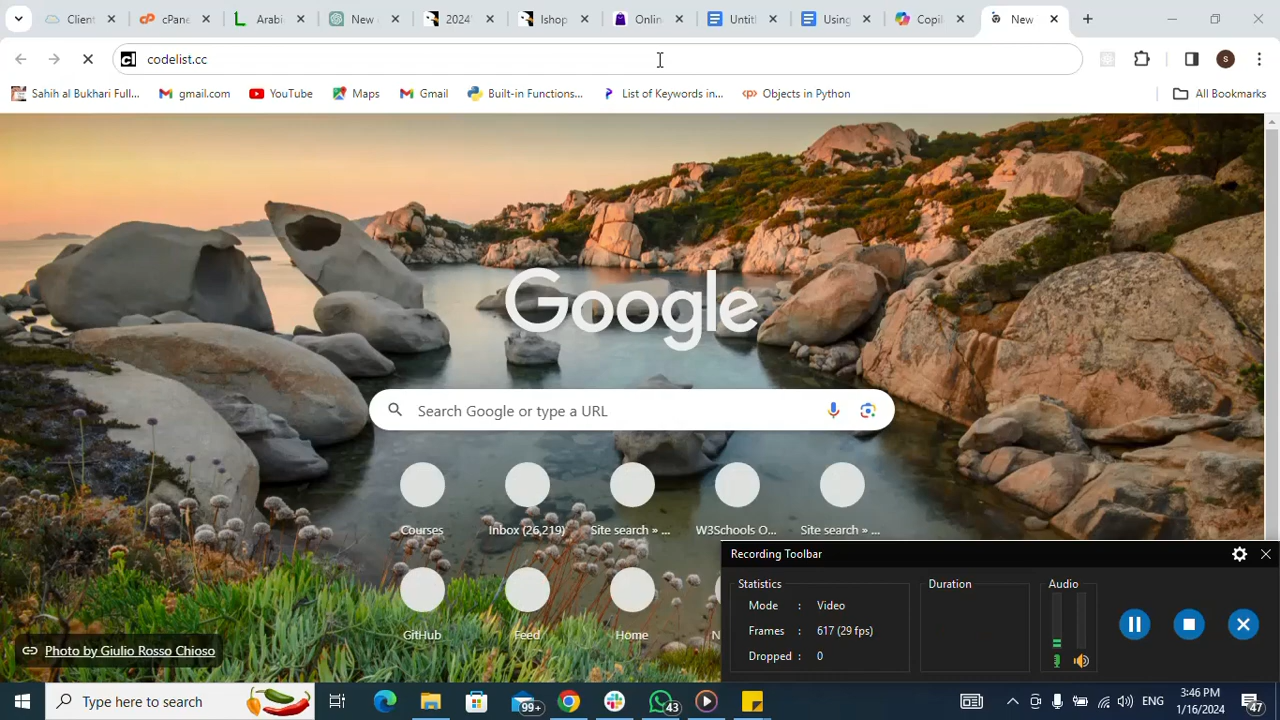 Client
cPane
Arabi
New c
2024'
Ishop
Onlin
Untitl
Using
Copil
New
codelist.cc
s
Sahih al Bukhari Full...
gmail.com
YouTube
Maps
Gmail
Built-in Functions...
List of Keywords in...
Objects in Python
All Bookmarks
Google
Search Google or type a URL
Courses
Inbox (26,219)
Site search » ...
W3Schools O...
Site search » ...
GitHub
Feed
Home
Photo by Giulio Rosso Chioso
Recording Toolbar
Statistics
Duration
Audio
Mode : Video
Frames : 617 (29 fps)
Dropped : 0
Type here to search
99+
43
ENG
3:46 PM
1/16/2024
47